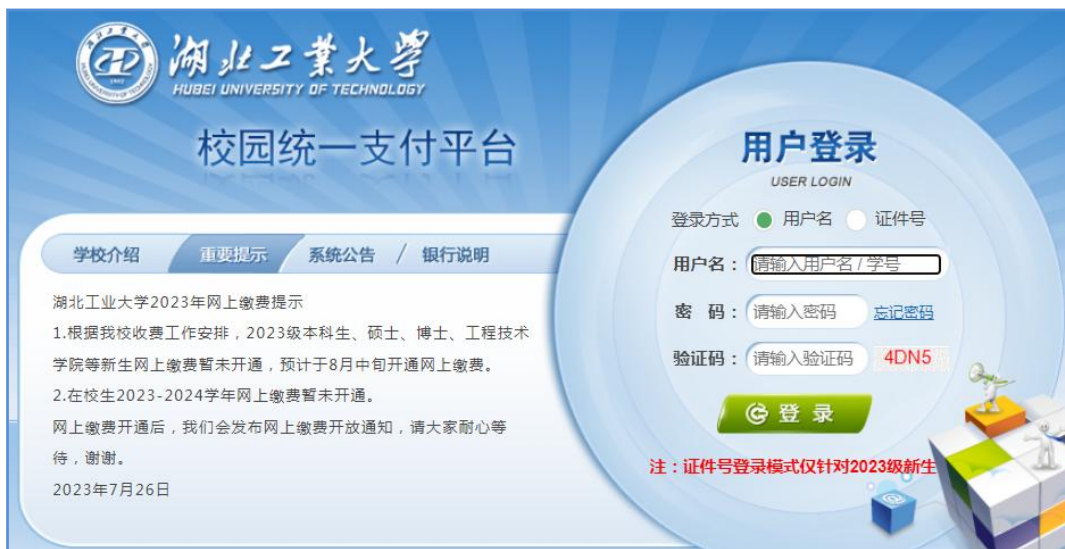 湖北工業大學
HUBEI UNIVERSITY OF TECHNOLOGY
校园统一支付平台
学校介绍 重要提示 系统公告 / 银行说明
湖北工业大学2023年网上缴费提示
1.根据我校收费工作安排，2023级本科生、硕士、博士、工程技术
学院等新生网上缴费暂未开通，预计于8月中旬开通网上缴费。
2.在校生2023-2024学年网上缴费暂未开通。
网上缴费开通后，我们会发布网上缴费开放通知，请大家耐心等
待，谢谢。
2023年7月26日
用户登录
USER LOGIN
登录方式 用户名 证件号
用户名： 请输入用户名 / 学号
密 码： 请输入密码 忘记密码
验证码： 请输入验证码 4DN5
登 录
注：证件号登录模式仅针对2023级新生